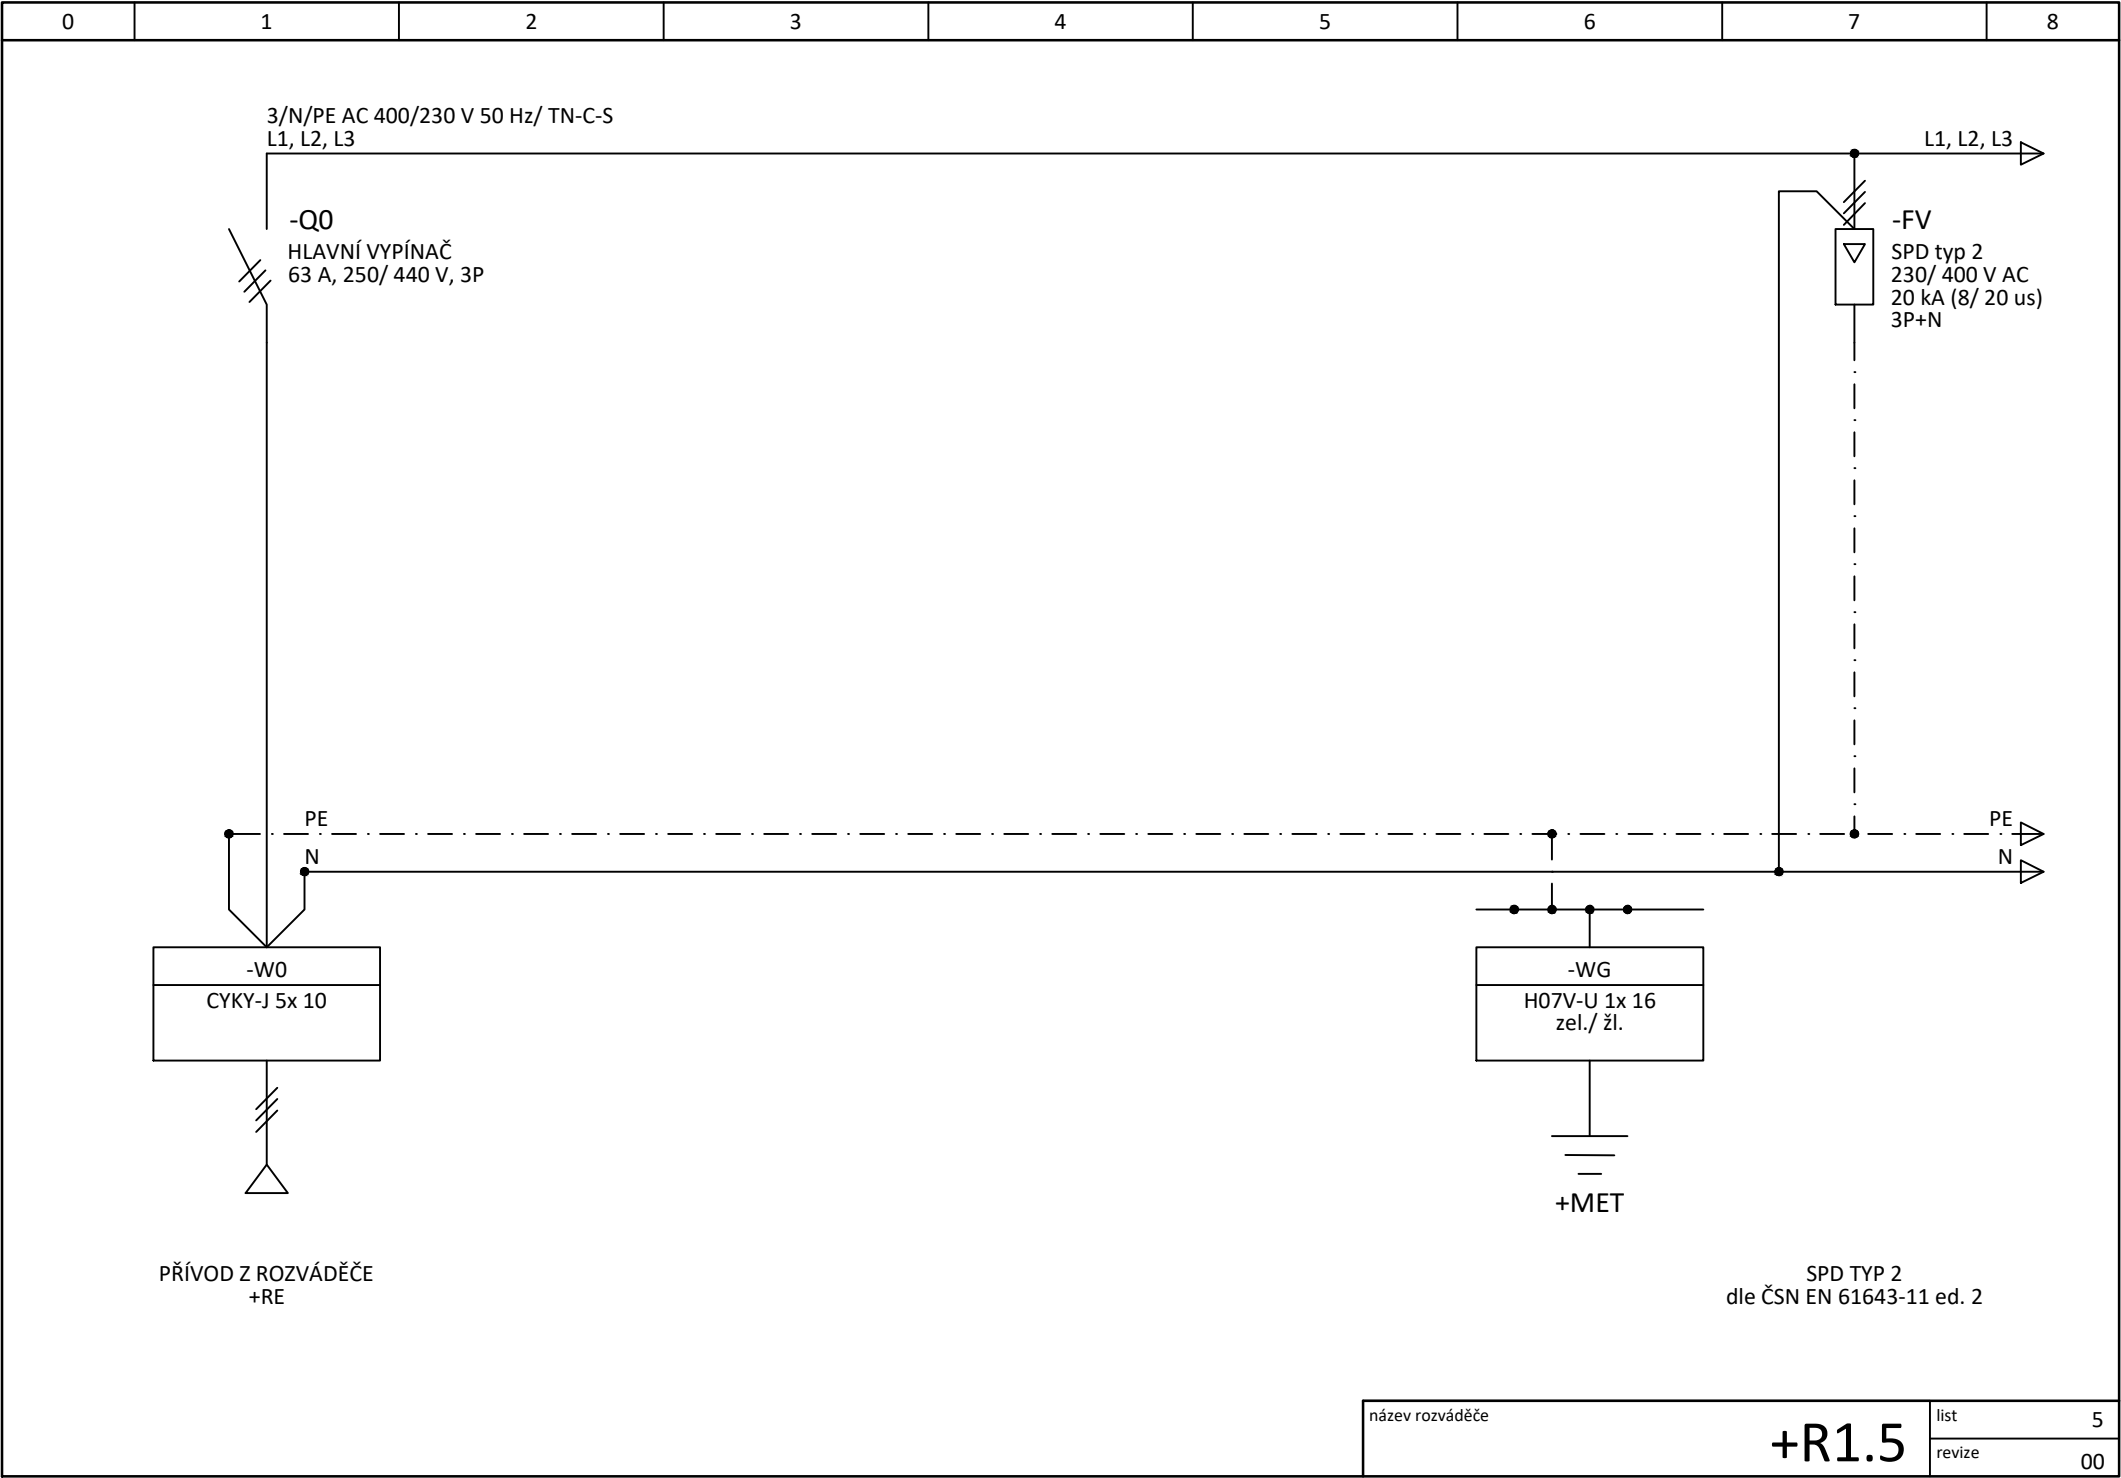 0 1 2 3 4 5 6 7 8
3/N/PE AC 400/230 V 50 Hz/ TN-C-S
L1, L2, L3
L1, L2, L3
-Q0
HLAVNÍ VYPÍNAČ
63 A, 250/ 440 V, 3P
-FV
SPD typ 2
230/ 400 V AC
20 kA (8/ 20 us)
3P+N
PE
PE
N
N
-W0
CYKY-J 5x 10
-WG
H07V-U 1x 16
zel./ žl.
+MET
PŘÍVOD Z ROZVÁDĚČE
+RE
SPD TYP 2
dle ČSN EN 61643-11 ed. 2
název rozváděče
+R1.5
list 5
revize 00